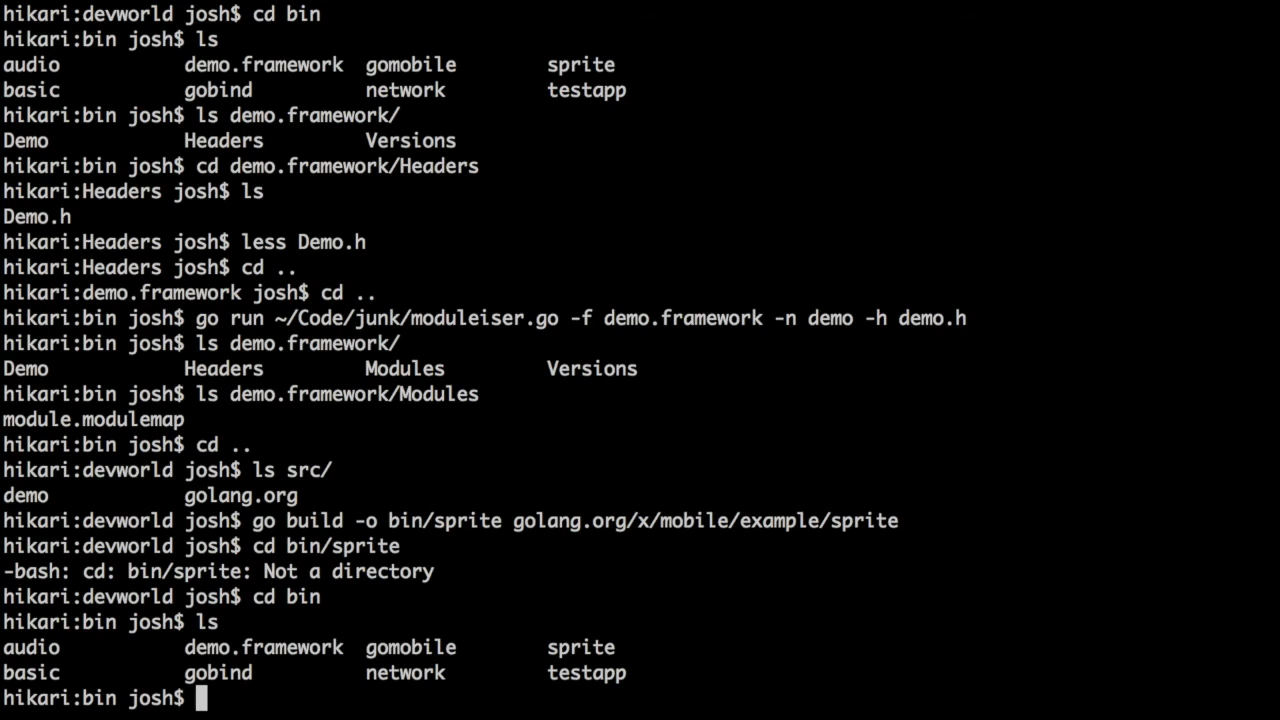 hikari:devworld josh$ cd bin
hikari:bin josh$ ls
audio demo.framework gomobile sprite
basic gobind network testapp
hikari:bin josh$ ls demo.framework/
Demo Headers Versions
hikari:bin josh$ cd demo.framework/Headers
hikari:Headers josh$ ls
Demo.h
hikari:Headers josh$ less Demo.h
hikari:Headers josh$ cd ..
hikari:demo.framework josh$ cd ..
hikari:bin josh$ go run ~/Code/junk/moduleiser.go -f demo.framework -n demo -h demo.h
hikari:bin josh$ ls demo.framework/
Demo Headers Modules Versions
hikari:bin josh$ ls demo.framework/Modules
module.modulemap
hikari:bin josh$ cd ..
hikari:devworld josh$ ls src/
demo golang.org
hikari:devworld josh$ go build -o bin/sprite golang.org/x/mobile/example/sprite
hikari:devworld josh$ cd bin/sprite
-bash: cd: bin/sprite: Not a directory
hikari:devworld josh$ cd bin
hikari:bin josh$ ls
audio demo.framework gomobile sprite
basic gobind network testapp
hikari:bin josh$